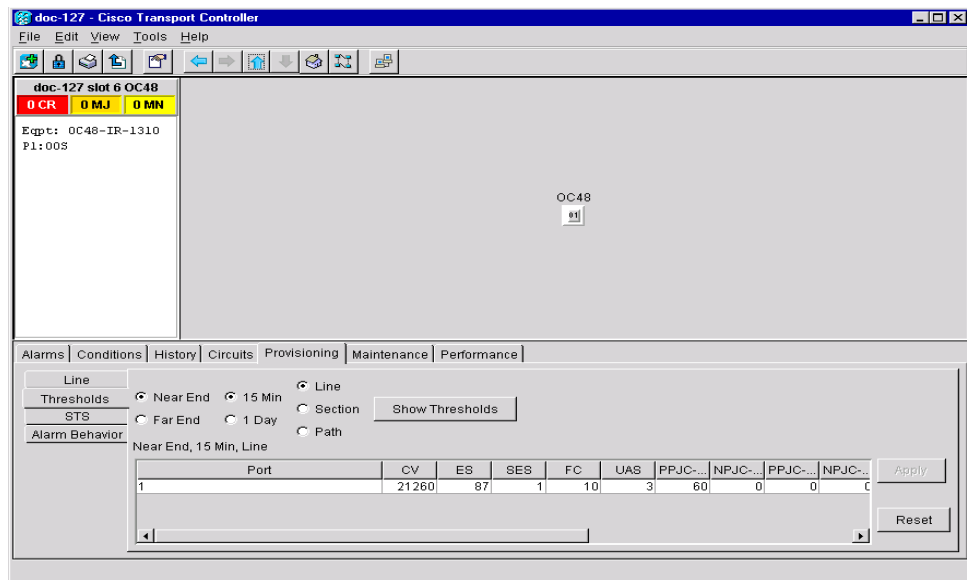 doc-127 - Cisco Transport Controller
File Edit View Tools Help
doc-127 slot 6 OC48
0 CR 0 MJ 0 MN
Eqpt: OC48-IR-1310
P1:OOS
OC48
01
Alarms Conditions History Circuits Provisioning Maintenance Performance
Line
Thresholds
STS
Alarm Behavior
Near End 15 Min Line
Far End 1 Day Section
Path
Show Thresholds
Near End, 15 Min, Line
Port CV ES SES FC UAS PPJC-... NPJC-... PPJC-... NPJC-...
1 21260 87 1 10 3 60 0 0 0
Apply
Reset